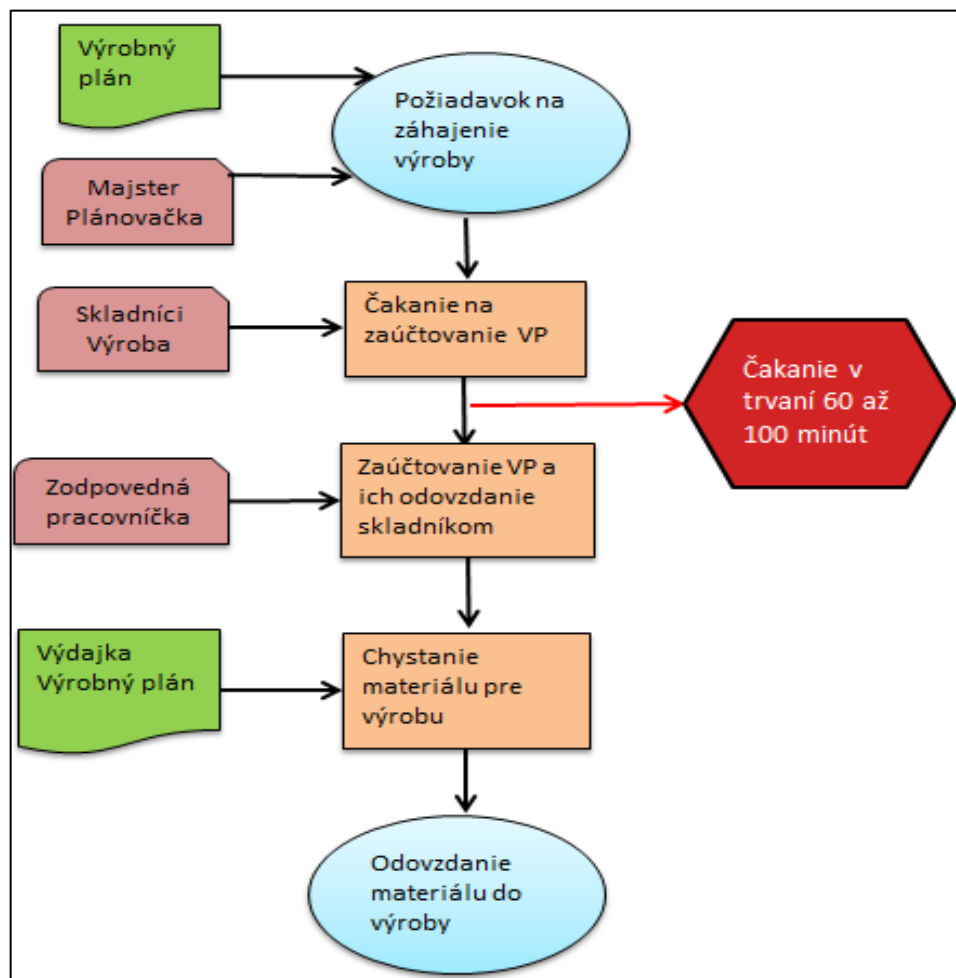 Výrobný
plán
Požiadavok na
záhajenie
výroby
Majster
Plánovačka
Skladníci
Výroba
Čakanie na
zaúčtovanie VP
Čakanie v
trvaní 60 až
100 minút
Zodpovedná
pracovníčka
Zaúčtovanie VP a
ich odovzdanie
skladníkom
Výdajka
Výrobný plán
Chystanie
materiálu pre
výrobu
Odovzdanie
materiálu do
výroby